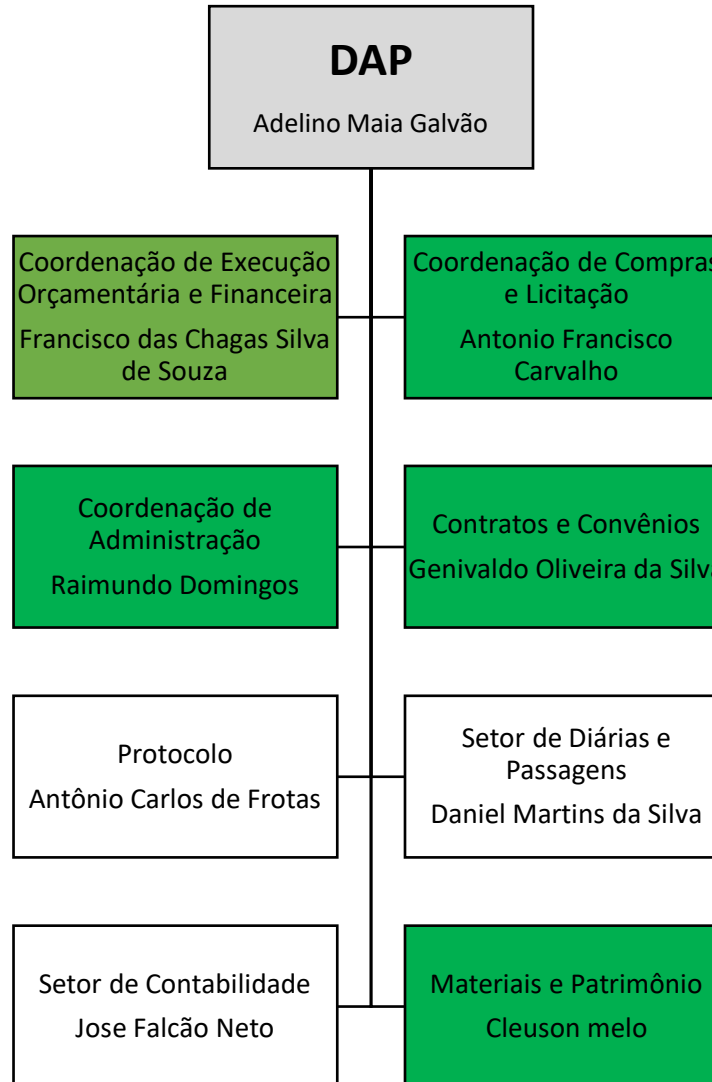 DAP
Adelino Maia Galvão
Coordenação de Execução
Orçamentária e Financeira
Francisco das Chagas Silva
de Souza
Coordenação de Compras
e Licitação
Antonio Francisco
Carvalho
Coordenação de
Administração
Raimundo Domingos
Contratos e Convênios
Genivaldo Oliveira da Silva
Protocolo
Antônio Carlos de Frotas
Setor de Diárias e
Passagens
Daniel Martins da Silva
Setor de Contabilidade
Jose Falcão Neto
Materiais e Patrimônio
Cleuson melo